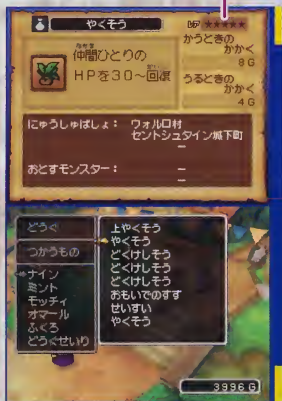 やくそう
★★★★★
仲間ひとりの
HPを30～回復
かうときの
かかく
8G
うるときの
かかく
4G
にゅうしゅばしょ： ウォルロ村
セントシュタイン城下町
ー
おとすモンスター： ー
ー
どうぐ
つかうもの
ナイン
ミント
モッチィ
オマール
ふくろ
どうぐせいり
上やくそう
やくそう
どくけしそう
どくけしそう
どくけしそう
おもいでのすず
せいすい
やくそう
3996G